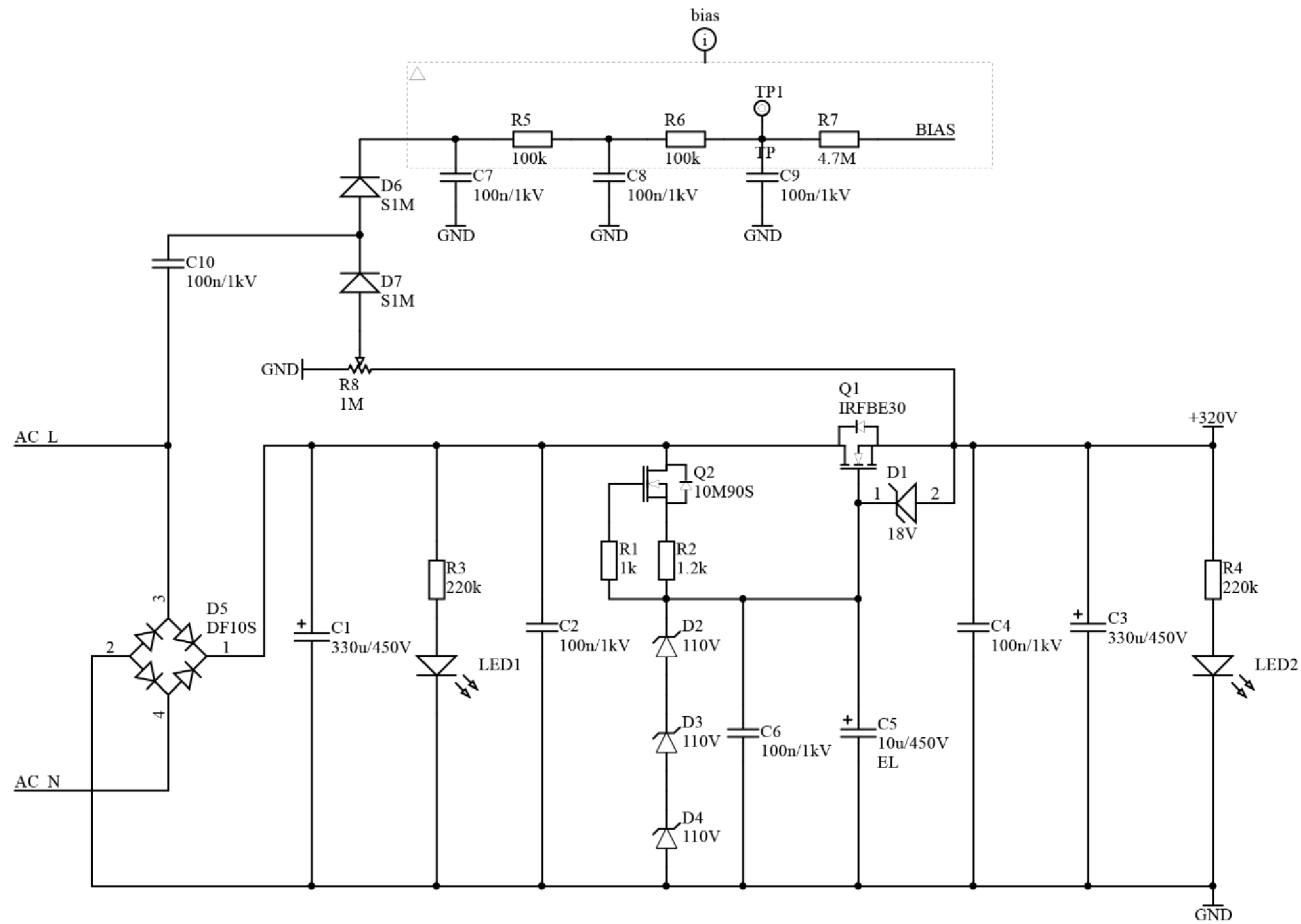 bias
i
TP1
R5
R6
R7
BIAS
100k
100k
TP
4.7M
D6
S1M
C7
100n/1kV
C8
100n/1kV
C9
100n/1kV
GND
GND
GND
C10
100n/1kV
D7
S1M
GND
R8
1M
Q1
IRFBE30
AC_L
+320V
Q2
10M90S
D1
1
2
18V
R1
1k
R2
1.2k
R3
220k
R4
220k
3
D5
DF10S
2
1
4
C1
330u/450V
C2
100n/1kV
D2
110V
C4
100n/1kV
C3
330u/450V
LED1
LED2
D3
110V
C6
100n/1kV
C5
10u/450V
EL
AC_N
D4
110V
GND